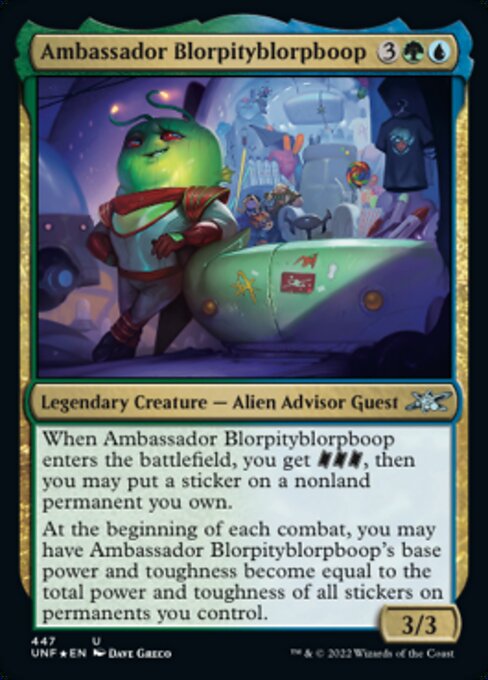 Ambassador Blorpityblorpboop 3
Legendary Creature — Alien Advisor Guest
When Ambassador Blorpityblorpboop
enters the battlefield, you get , then
you may put a sticker on a nonland
permanent you own.
At the beginning of each combat, you may
have Ambassador Blorpityblorpboop's base
power and toughness become equal to the
total power and toughness of all stickers on
permanents you control.
3/3
447 U
UNF★EN Dave Greco
™ & © 2022 Wizards of the Coast